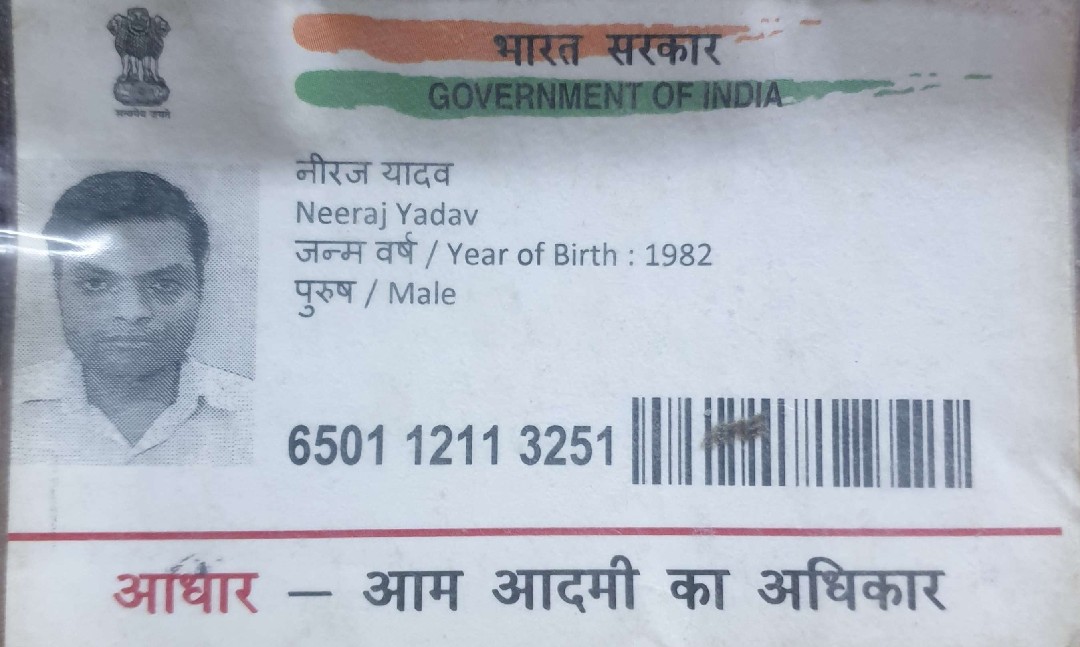 भारत सरकार
GOVERNMENT OF INDIA
नीरज यादव
Neeraj Yadav
जन्म वर्ष / Year of Birth : 1982
पुरुष / Male
6501 1211 3251
आधार – आम आदमी का अधिकार